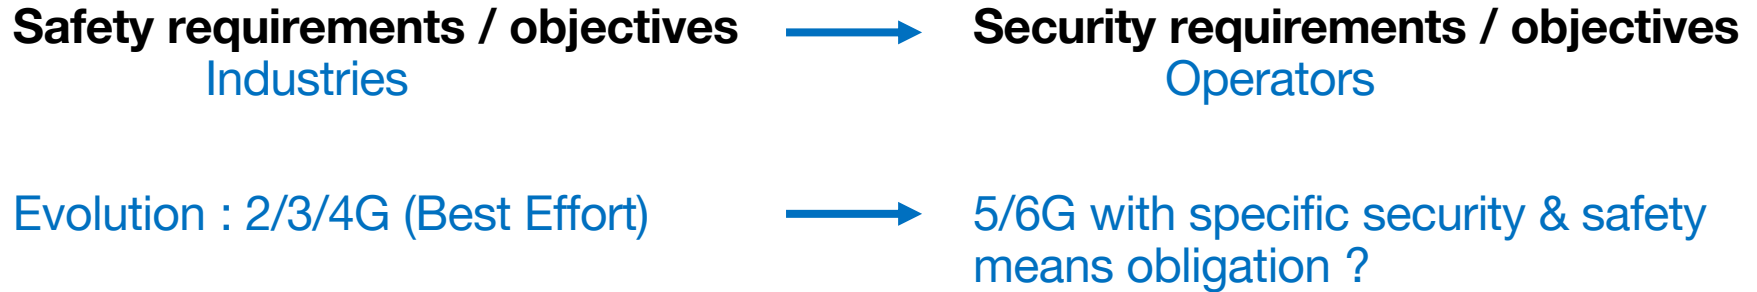 Safety requirements / objectives
Industries
Security requirements / objectives
Operators
Evolution : 2/3/4G (Best Effort)
5/6G with specific security & safety
means obligation ?